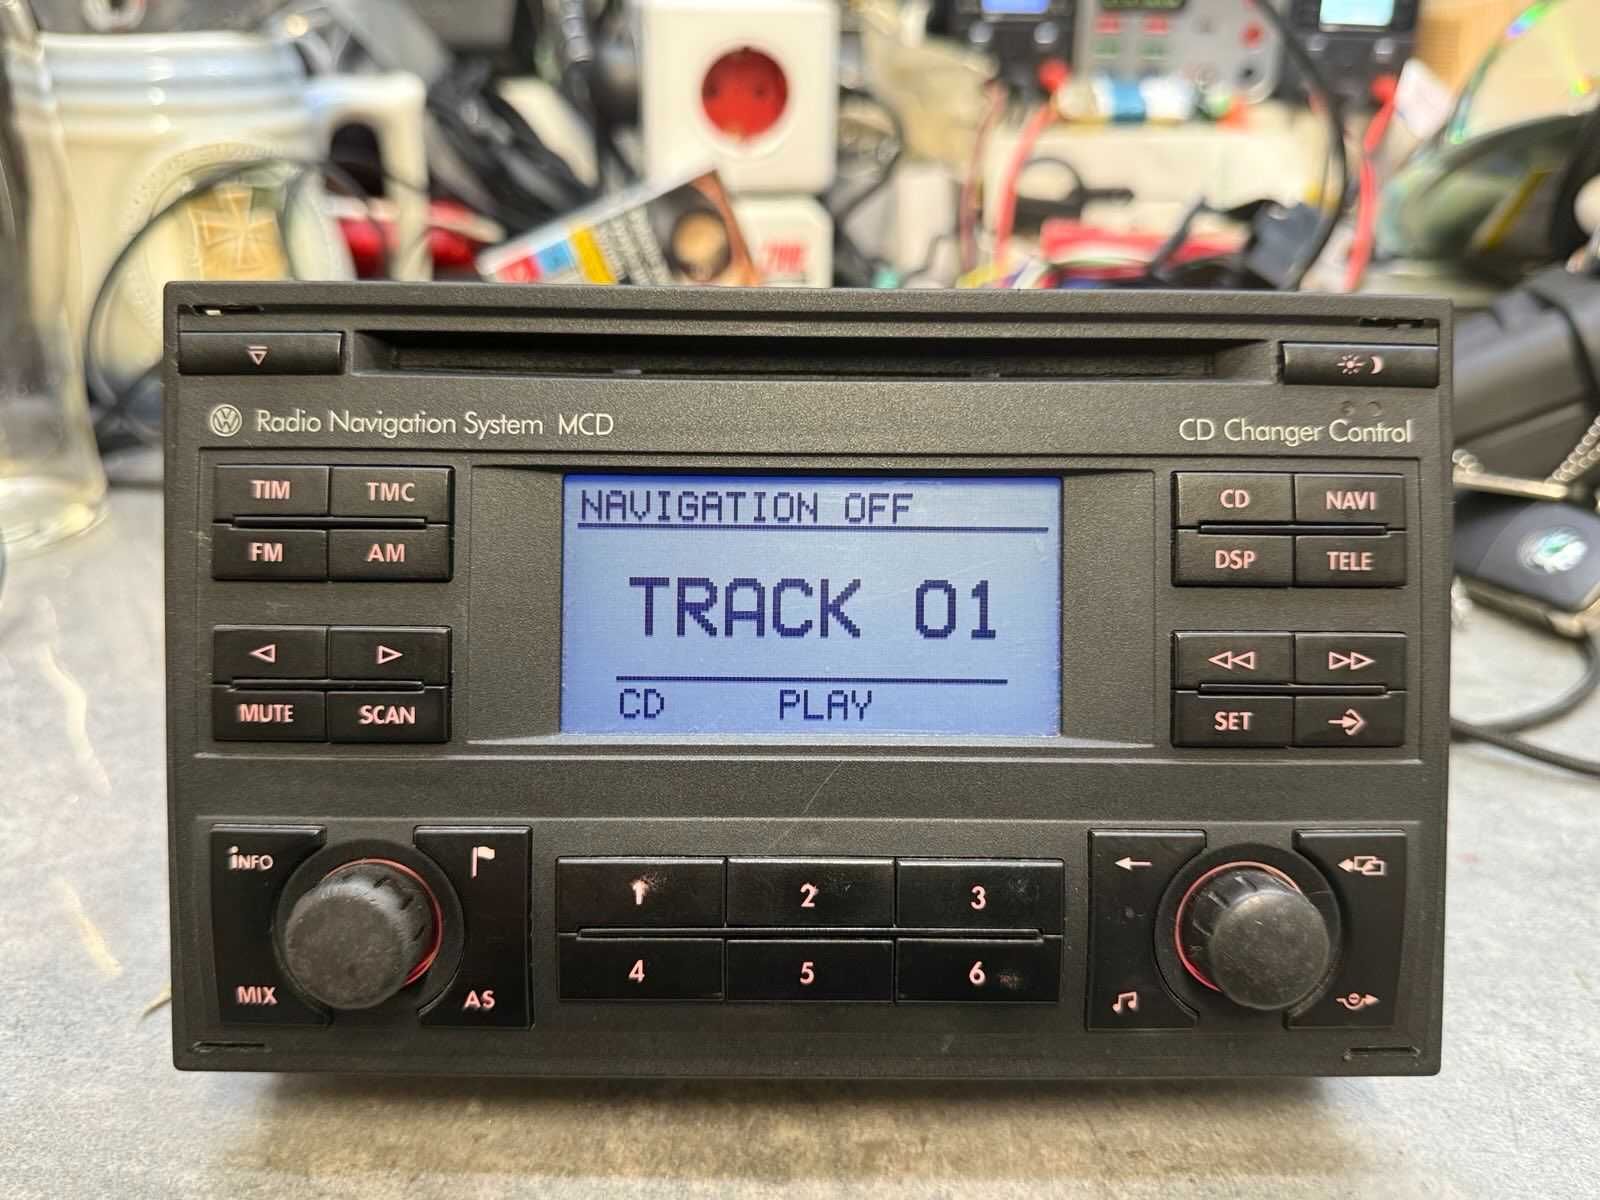 Radio Navigation System MCD
CD Changer Control
TIM TMC
FM AM
MUTE SCAN
NAVIGATION OFF
TRACK 01
CD PLAY
CD NAVI
DSP TELE
SET
INFO
MIX AS
1 2 3
4 5 6